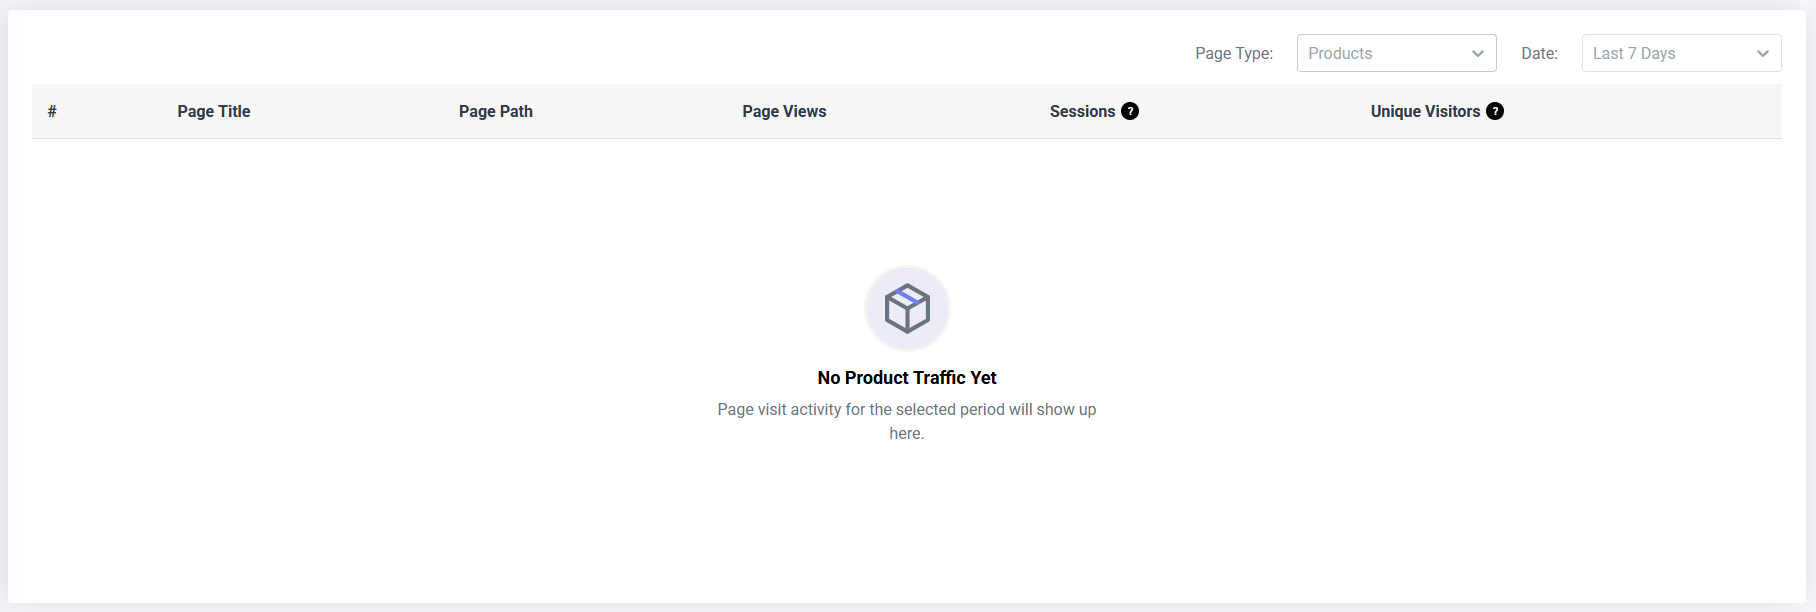 Page Type: Products Date: Last 7 Days
# Page Title Page Path Page Views Sessions ? Unique Visitors ?
No Product Traffic Yet
Page visit activity for the selected period will show up
here.